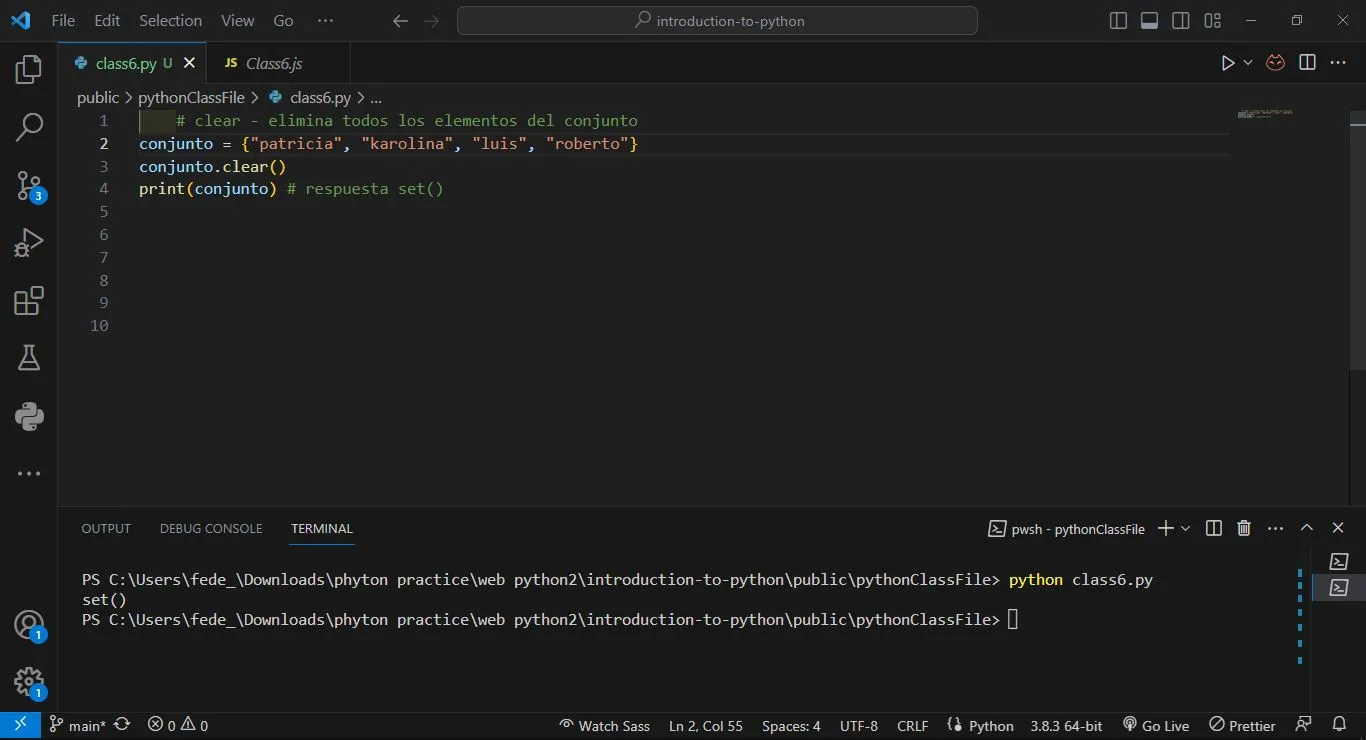 File Edit Selection View Go ··· introduction-to-python
class6.py U JS Class6.js
public > pythonClassFile > class6.py > ...
1 # clear - elimina todos los elementos del conjunto
2 conjunto = {"patricia", "karolina", "luis", "roberto"}
3 conjunto.clear()
4 print(conjunto) # respuesta set()
5
6
7
8
9
10
3
1
1
OUTPUT DEBUG CONSOLE TERMINAL pwsh - pythonClassFile
PS C:\Users\fede_\Downloads\phyton practice\web python2\introduction-to-python\public\pythonClassFile> python class6.py
set()
PS C:\Users\fede_\Downloads\phyton practice\web python2\introduction-to-python\public\pythonClassFile>
main* 0 0 Watch Sass Ln 2, Col 55 Spaces: 4 UTF-8 CRLF Python 3.8.3 64-bit Go Live Prettier